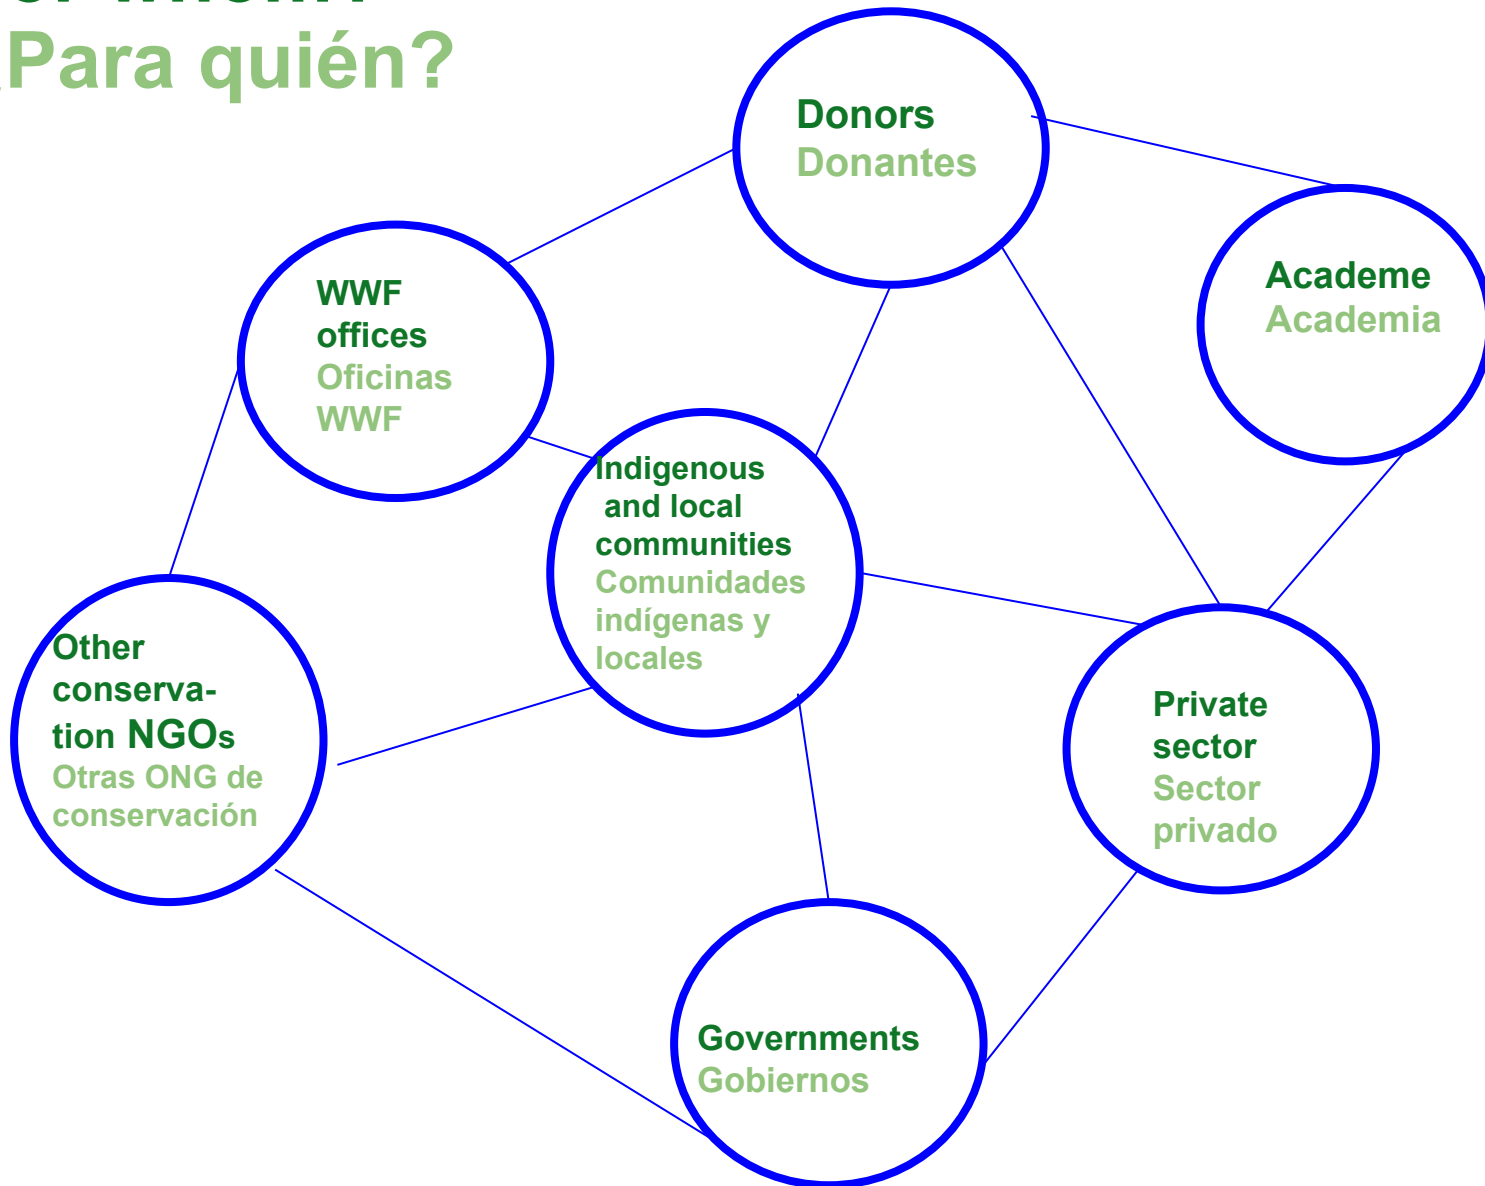 ¿Para quién?
Donors
Donantes
Academe
Academia
WWF
offices
Oficinas
WWF
Indigenous
and local
communities
Comunidades
indígenas y
locales
Other
conserva-
tion NGOs
Otras ONG de
conservación
Private
sector
Sector
privado
Governments
Gobiernos